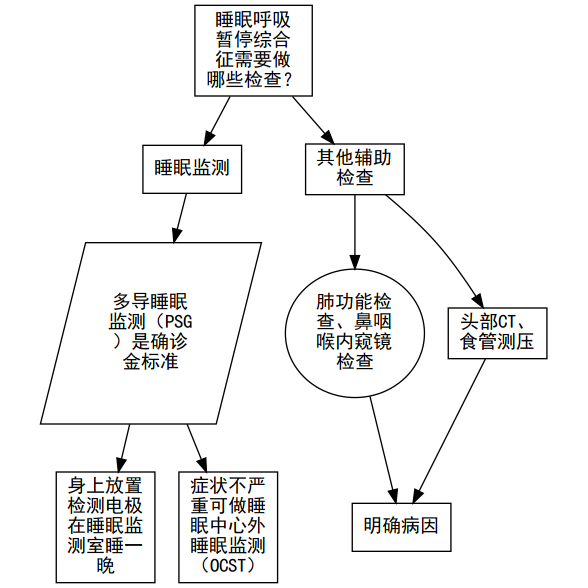 睡眠呼吸
暂停综合
征需要做
哪些检查？
睡眠监测
其他辅助
检查
多导睡眠
监测（PSG
）是确诊
金标准
肺功能检
查、鼻咽
喉内窥镜
检查
头部CT、
食管测压
身上放置
检测电极
在睡眠监
测室睡一
晚
症状不严
重可做睡
眠中心外
睡眠监测
（OCST）
明确病因